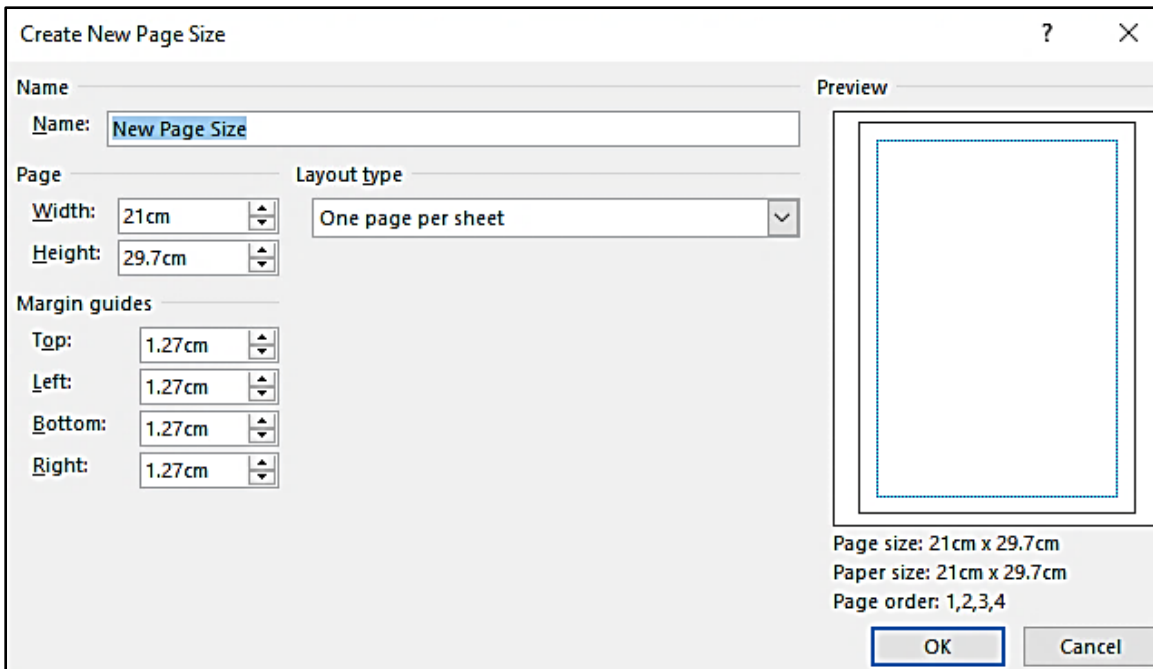 Create New Page Size
?
Name
Name: New Page Size
Page
Width: 21cm
Height: 29.7cm
Layout type
One page per sheet
Margin guides
Top: 1.27cm
Left: 1.27cm
Bottom: 1.27cm
Right: 1.27cm
Preview
Page size: 21cm x 29.7cm
Paper size: 21cm x 29.7cm
Page order: 1,2,3,4
OK
Cancel